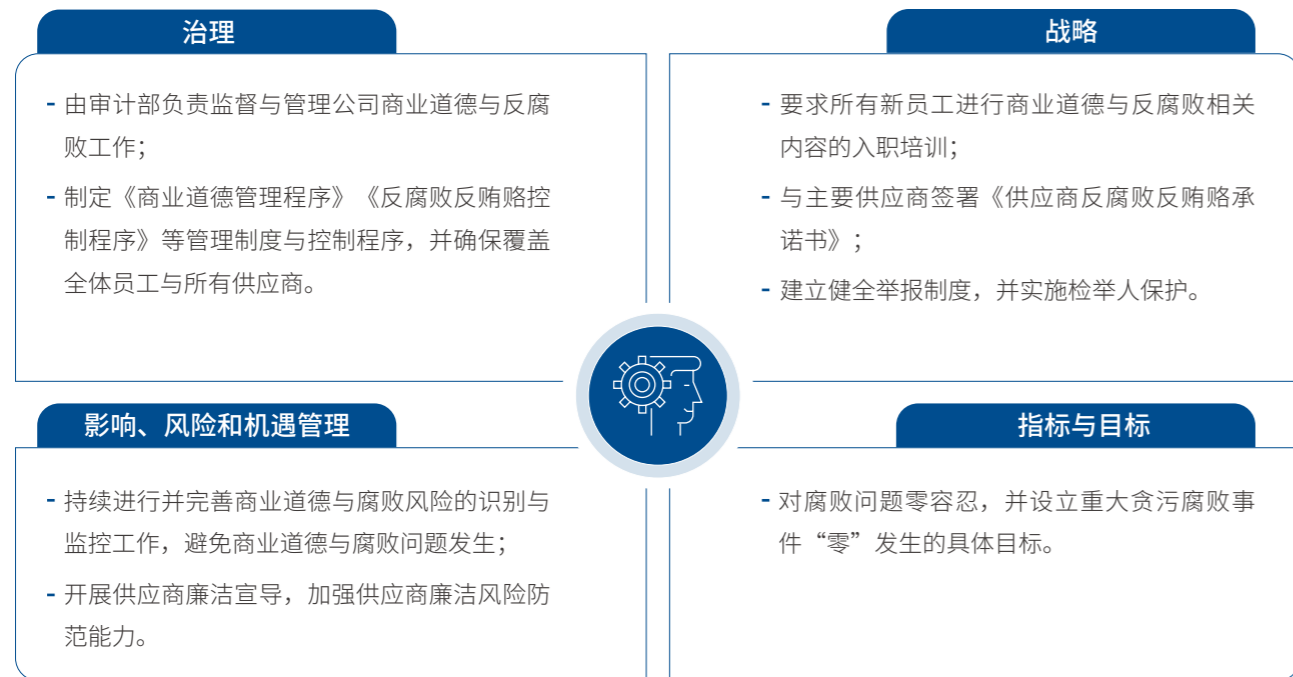 治理
- 由审计部负责监督与管理公司商业道德与反腐
败工作；
- 制定《商业道德管理程序》《反腐败反贿赂控
制程序》等管理制度与控制程序，并确保覆盖
全体员工与所有供应商。
战略
- 要求所有新员工进行商业道德与反腐败相关
内容的入职培训；
- 与主要供应商签署《供应商反腐败反贿赂承
诺书》；
- 建立健全举报制度，并实施检举人保护。
影响、风险和机遇管理
- 持续进行并完善商业道德与腐败风险的识别与
监控工作，避免商业道德与腐败问题发生；
- 开展供应商廉洁宣导，加强供应商廉洁风险防
范能力。
指标与目标
- 对腐败问题零容忍，并设立重大贪污腐败事
件“零”发生的具体目标。